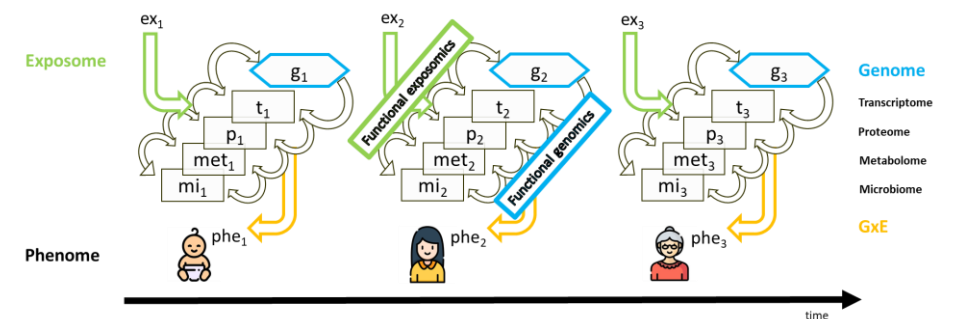 ex1
ex2
ex3
Exposome
Functional exposomics
g1
g2
g3
Genome
t1
t2
t3
Transcriptome
Functional genomics
p1
p2
p3
Proteome
met1
met2
met3
Metabolome
mi1
mi2
mi3
Microbiome
phe1
phe2
phe3
GxE
Phenome
time